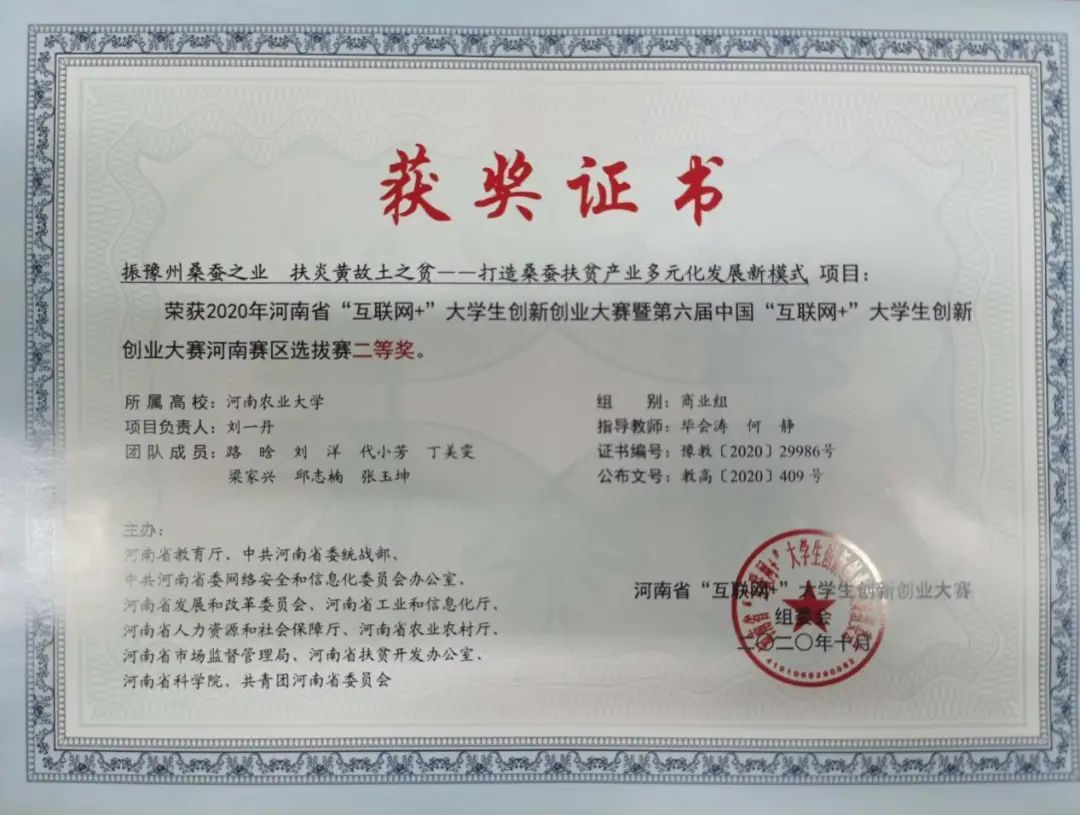 获奖证书
振豫州桑蚕之业 扶炎黄故土之贫——打造桑蚕扶贫产业多元化发展新模式 项目：
荣获2020年河南省“互联网+”大学生创新创业大赛暨第六届中国“互联网+”大学生创新
创业大赛河南赛区选拔赛二等奖。
所属高校：河南农业大学
项目负责人：刘一丹
团队成员：路晗 刘洋 代小芳 丁美雯
梁家兴 邱志楠 张玉坤
组别：商业组
指导教师：毕会涛 何静
证书编号：豫教〔2020〕29986号
公布文号：教高〔2020〕409号
主办：
河南省教育厅、中共河南省委统战部、
中共河南省委网络安全和信息化委员会办公室、
河南省发展和改革委员会、河南省工业和信息化厅、
河南省人力资源和社会保障厅、河南省农业农村厅、
河南省市场监督管理局、河南省扶贫开发办公室、
河南省科学院、共青团河南省委员会
河南省“互联网+”大学生创新创业大赛
组委会
二〇二〇年十月